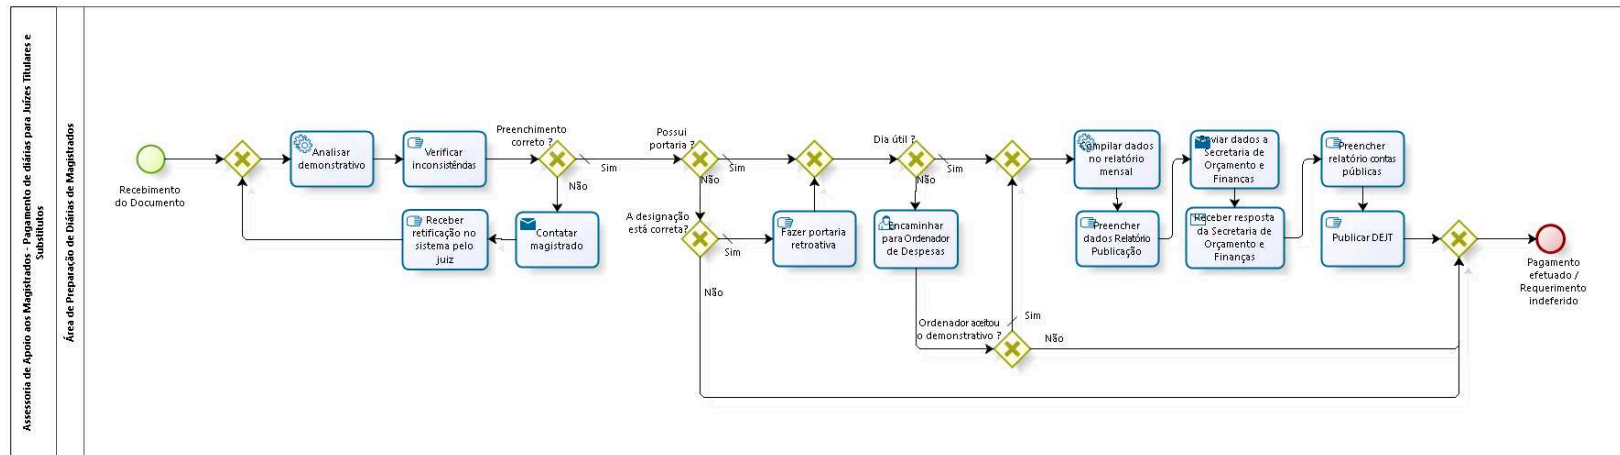 Assessoria de Apoio aos Magistrados - Pagamento de diárias para Juízes Titulares e
Substitutos
Área de Preparação de Diárias de Magistrados
Recebimento
do Documento
Analisar
demonstrativo
Verificar
inconsistências
Preenchimento
correto ?
Sim
Não
Contatar
magistrado
Receber
retificação no
sistema pelo
juiz
Possui
portaria ?
Sim
Não
A designação
está correta?
Sim
Não
Fazer portaria
retroativa
Dia útil ?
Sim
Não
Encaminhar
para Ordenador
de Despesas
Ordenador aceitou
o demonstrativo ?
Sim
Não
Compilar dados
no relatório
mensal
Preencher
dados Relatório
Publicação
Enviar dados a
Secretaria de
Orçamento e
Finanças
Receber resposta
da Secretaria de
Orçamento e
Finanças
Preencher
relatório contas
públicas
Publicar DEJT
Pagamento
efetuado /
Requerimento
indeferido